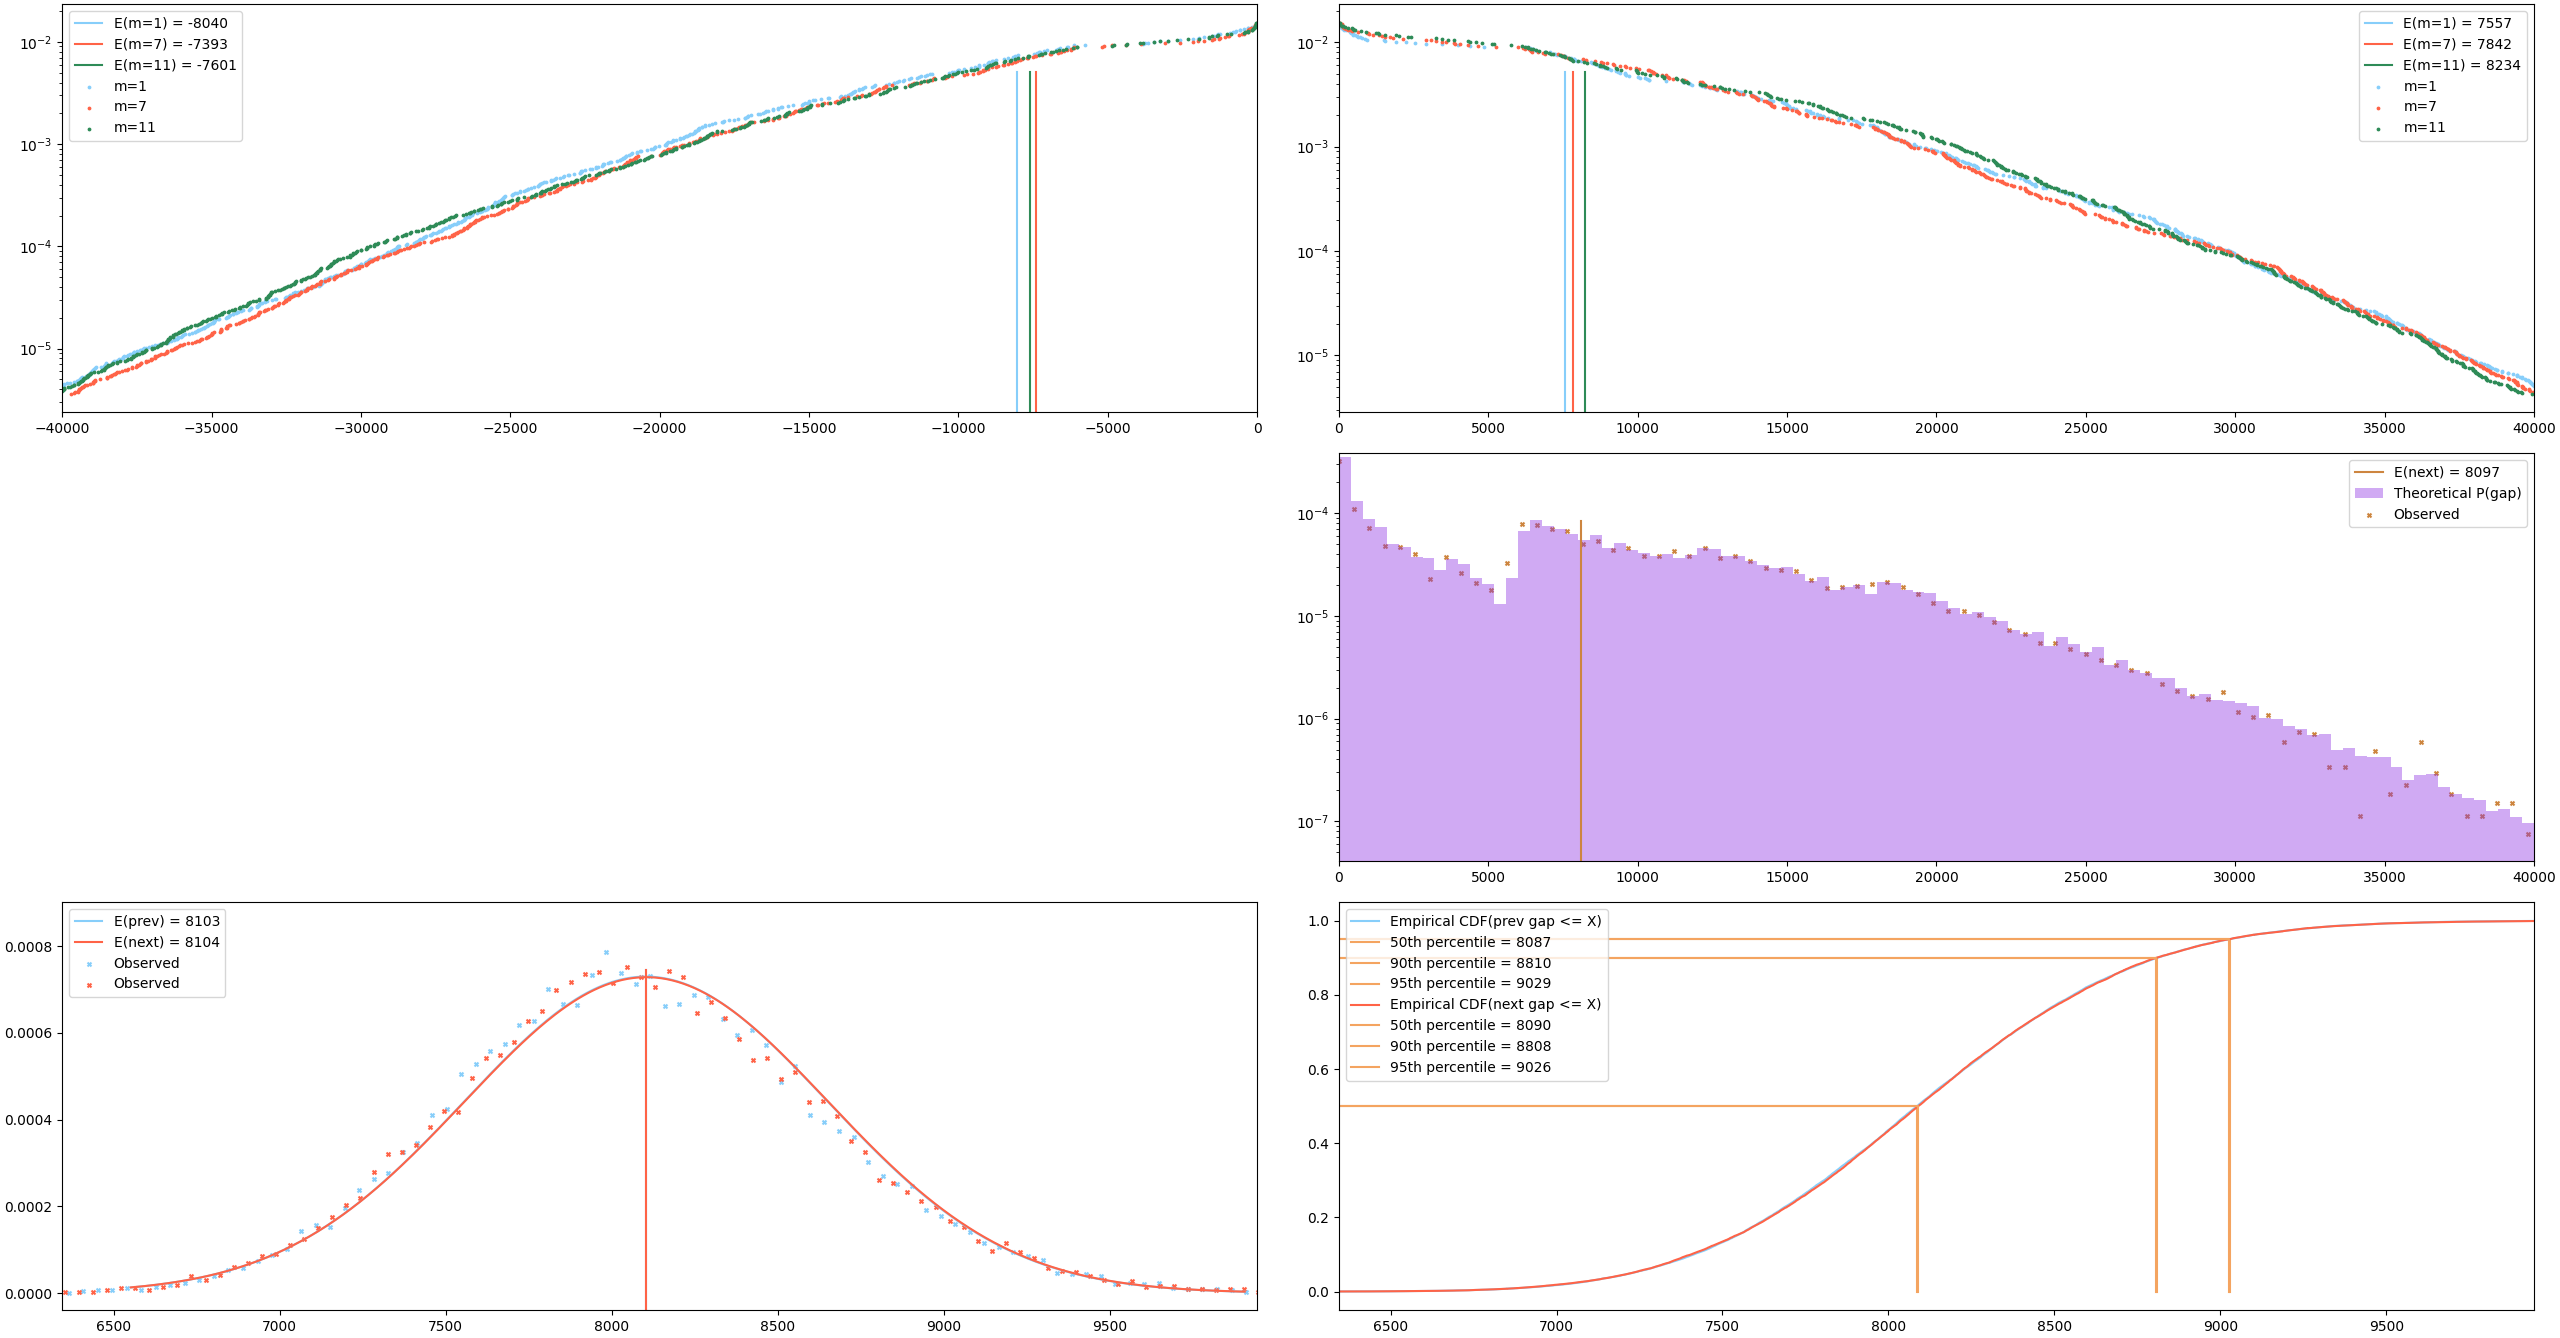 E(m=1) = -8040
E(m=7) = -7393
E(m=11) = -7601
m=1
m=7
m=11
10⁻²
10⁻³
10⁻⁴
10⁻⁵
−40000 −35000 −30000 −25000 −20000 −15000 −10000 −5000 0
E(m=1) = 7557
E(m=7) = 7842
E(m=11) = 8234
m=1
m=7
m=11
10⁻²
10⁻³
10⁻⁴
10⁻⁵
0 5000 10000 15000 20000 25000 30000 35000 40000
E(next) = 8097
Theoretical P(gap)
Observed
10⁻⁴
10⁻⁵
10⁻⁶
10⁻⁷
0 5000 10000 15000 20000 25000 30000 35000 40000
E(prev) = 8103
E(next) = 8104
Observed
Observed
0.0008
0.0006
0.0004
0.0002
0.0000
6500 7000 7500 8000 8500 9000 9500
Empirical CDF(prev gap <= X)
50th percentile = 8087
90th percentile = 8810
95th percentile = 9029
Empirical CDF(next gap <= X)
50th percentile = 8090
90th percentile = 8808
95th percentile = 9026
1.0
0.8
0.6
0.4
0.2
0.0
6500 7000 7500 8000 8500 9000 9500